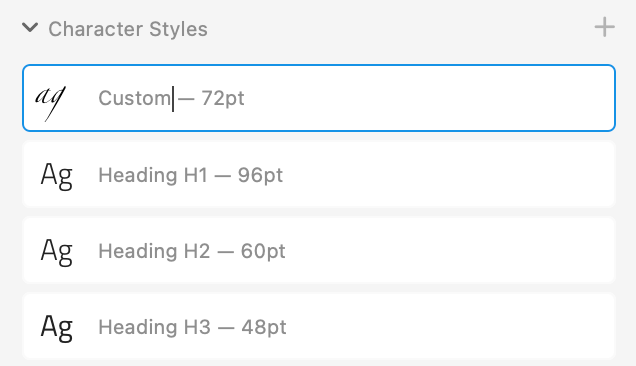 Character Styles
ag Custom — 72pt
Ag Heading H1 — 96pt
Ag Heading H2 — 60pt
Ag Heading H3 — 48pt